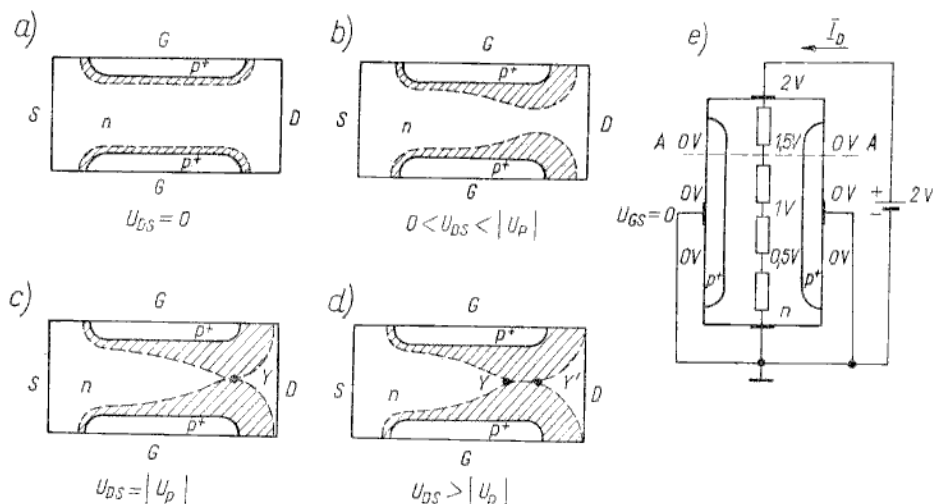 a)
G
p+
S
n
D
p+
G
U_DS = 0
b)
G
p+
S
n
D
p+
G
0 < U_DS < |U_P|
c)
G
p+
S
n
Y
D
p+
G
U_DS = |U_p|
d)
G
p+
S
n
Y
Y'
D
p+
G
U_DS > |U_p|
e)
I_D
2V
A 0V 1,5V 0V A
0V 0V
U_GS = 0 1V
+
−
2V
0V 0,5V 0V
p+ p+
n